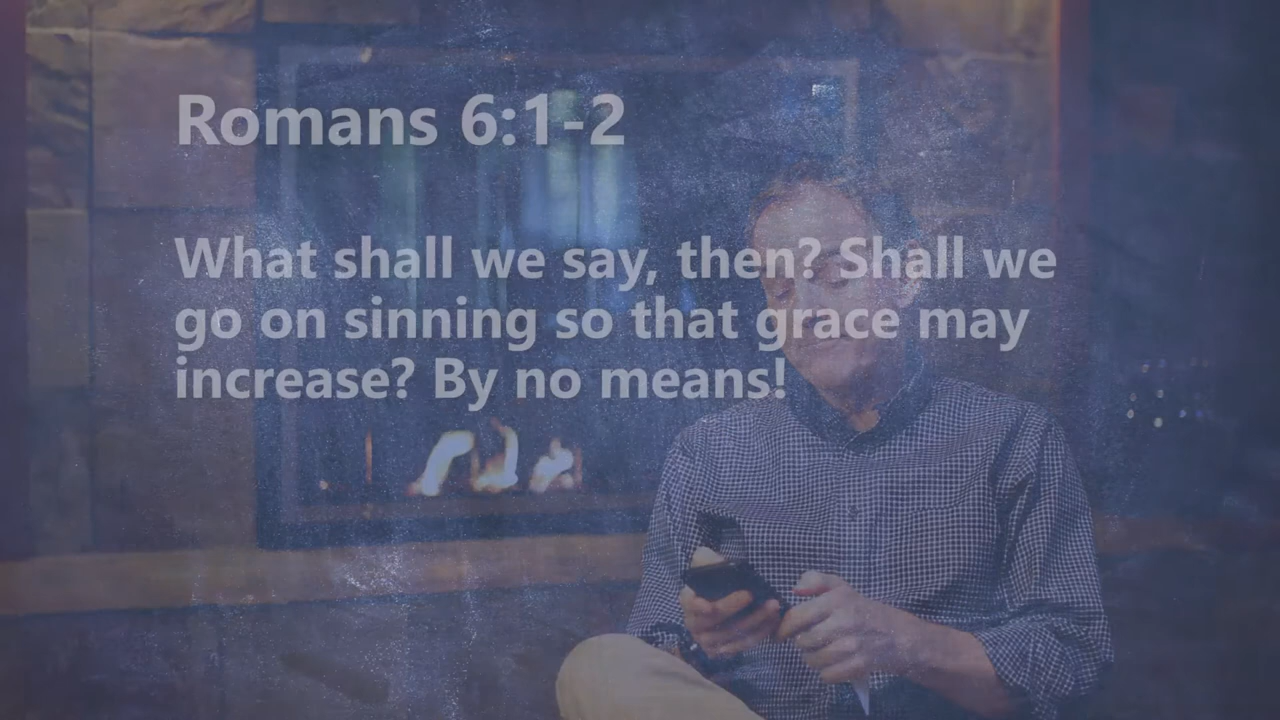 Romans 6:1-2
What shall we say, then? Shall we
go on sinning so that grace may
increase? By no means!